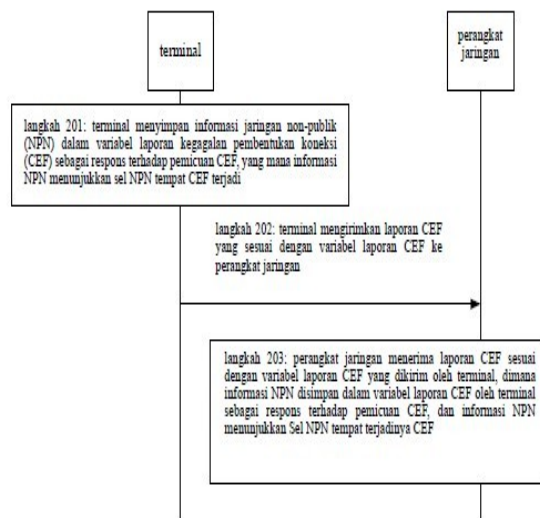 terminal
perangkat
jaringan
langkah 201: terminal menyimpan informasi jaringan non-publik
(NPN) dalam variabel laporan kegagalan pembentukan koneksi
(CEF) sebagai respons terhadap pemicuan CEF, yang mana informasi
NPN menunjukkan sel NPN tempat CEF terjadi
langkah 202: terminal mengirimkan laporan CEF
yang sesuai dengan variabel laporan CEF ke
perangkat jaringan
langkah 203: perangkat jaringan menerima laporan CEF sesuai
dengan variabel laporan CEF yang dikirim oleh terminal, dimana
informasi NPN disimpan dalam variabel laporan CEF oleh terminal
sebagai respons terhadap pemicuan CEF, dan informasi NPN
menunjukkan Sel NPN tempat terjadinya CEF